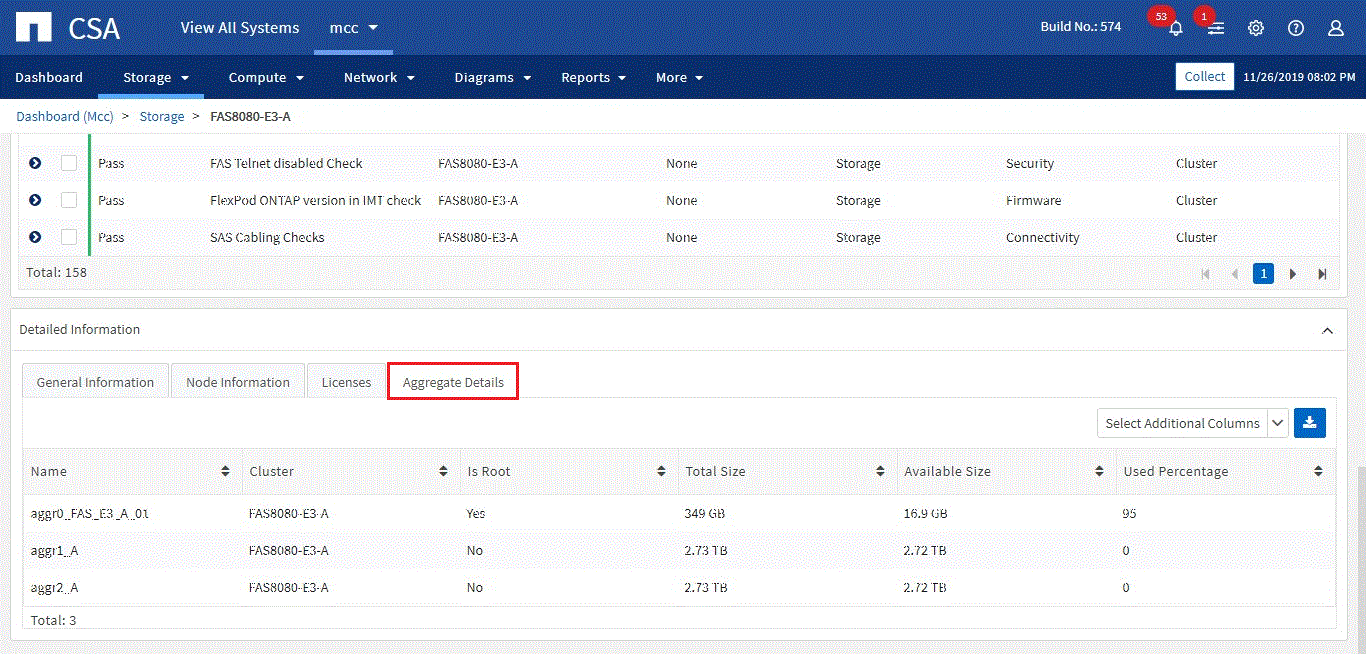 CSA View All Systems mcc Build No.: 574 53 1
Dashboard Storage Compute Network Diagrams Reports More Collect 11/26/2019 08:02 PM
Dashboard (Mcc) > Storage > FAS8080-E3-A
Pass FAS Telnet disabled Check FAS8080-E3-A None Storage Security Cluster
Pass FlexPod ONTAP version in IMT check FAS8080-E3-A None Storage Firmware Cluster
Pass SAS Cabling Checks FAS8080-E3-A None Storage Connectivity Cluster
Total: 158 1
Detailed Information
General Information Node Information Licenses Aggregate Details
Select Additional Columns
Name Cluster Is Root Total Size Available Size Used Percentage
aggr0_FAS_E3_A_01 FAS8080-E3-A Yes 349 GB 16.9 GB 95
aggr1_A FAS8080-E3-A No 2.73 TB 2.72 TB 0
aggr2_A FAS8080-E3-A No 2.73 TB 2.72 TB 0
Total: 3